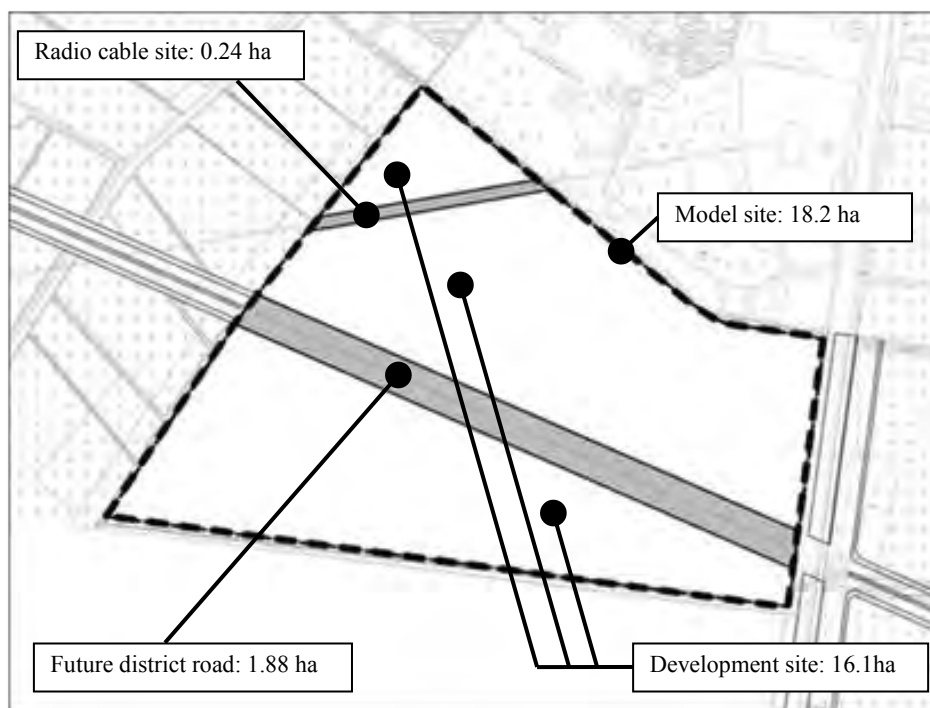 Radio cable site: 0.24 ha
Model site: 18.2 ha
Future district road: 1.88 ha
Development site: 16.1ha